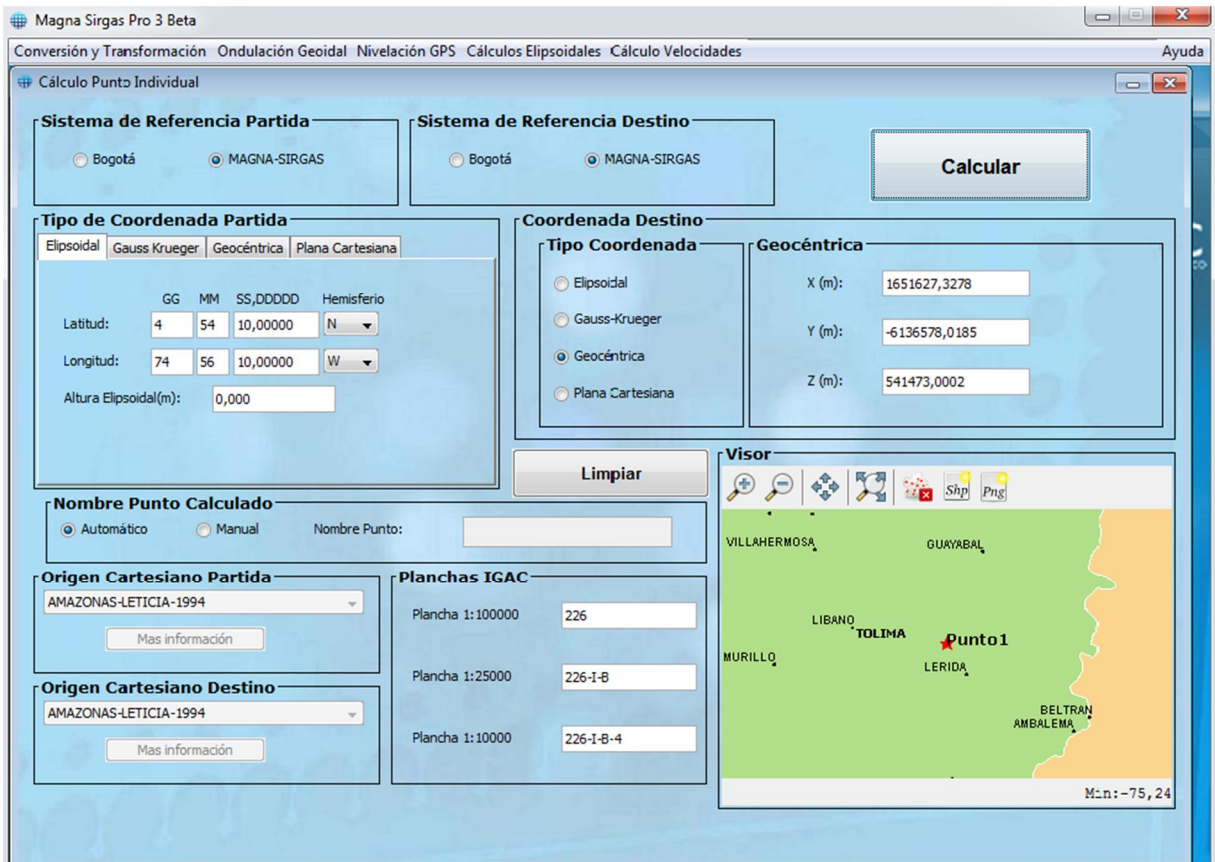 Magna Sirgas Pro 3 Beta
Conversión y Transformación Ondulación Geoidal Nivelación GPS Cálculos Elipsoidales Cálculo Velocidades Ayuda
Cálculo Punto Individual
Sistema de Referencia Partida
Bogotá MAGNA-SIRGAS
Sistema de Referencia Destino
Bogotá MAGNA-SIRGAS
Calcular
Tipo de Coordenada Partida
Elipsoidal Gauss Krueger Geocéntrica Plana Cartesiana
GG MM SS,DDDDD Hemisferio
Latitud: 4 54 10,00000 N
Longitud: 74 56 10,00000 W
Altura Elipsoidal(m): 0,000
Coordenada Destino
Tipo Coordenada
Elipsoidal
Gauss-Krueger
Geocéntrica
Plana Cartesiana
Geocéntrica
X (m): 1651627,3278
Y (m): -6136578,0185
Z (m): 541473,0002
Limpiar
Nombre Punto Calculado
Automático Manual Nombre Punto:
Origen Cartesiano Partida
AMAZONAS-LETICIA-1994
Mas información
Origen Cartesiano Destino
AMAZONAS-LETICIA-1994
Mas información
Planchas IGAC
Plancha 1:100000 226
Plancha 1:25000 226-I-B
Plancha 1:10000 226-I-B-4
Visor
Shp Png
VILLAHERMOSA
GUAYABAL
LIBANO
TOLIMA
Punto1
MURILLO
LERIDA
BELTRAN
AMBALEMA
Min:-75,24